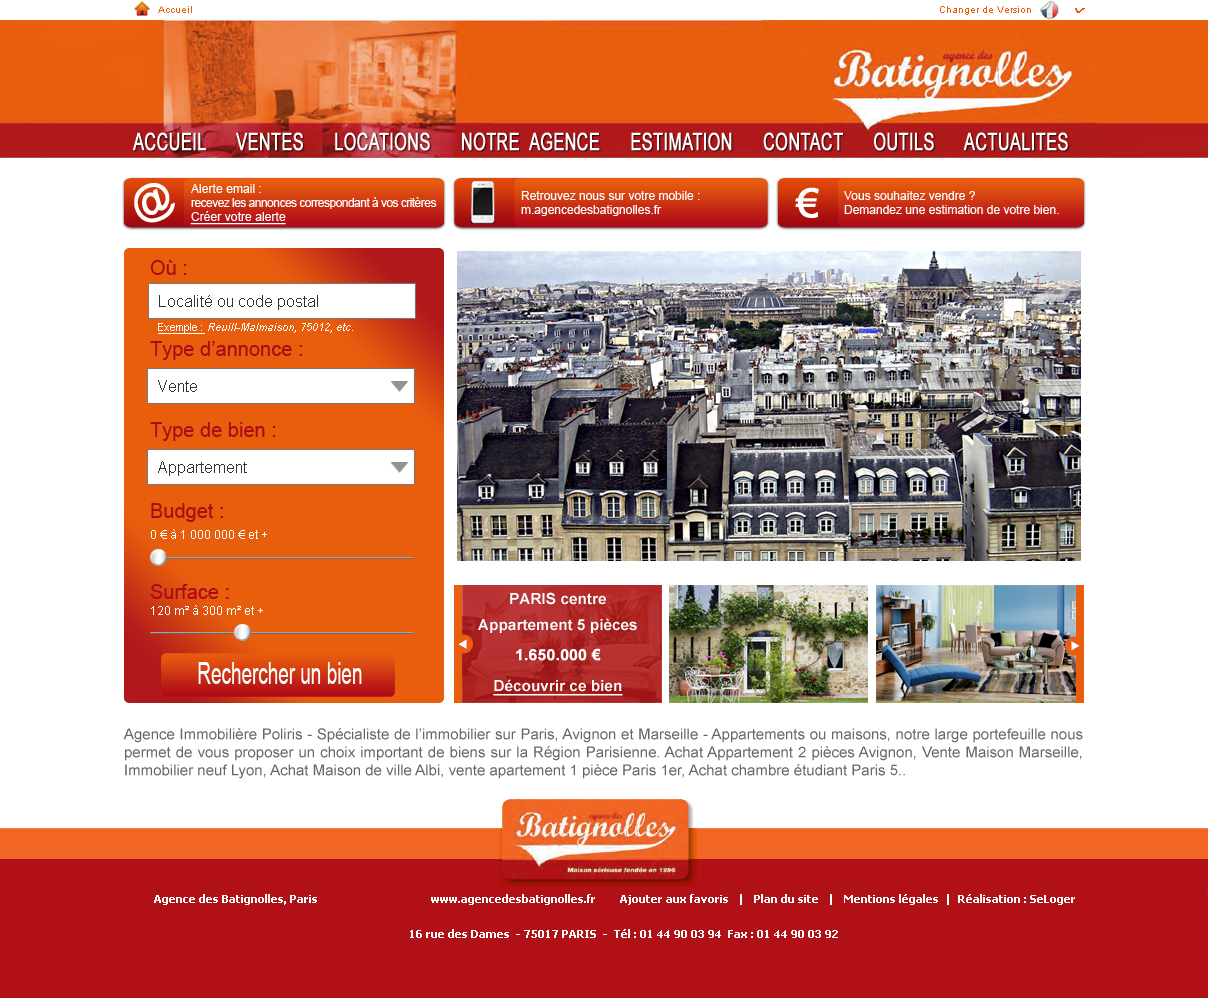 Accueil
Changer de Version
agence des
Batignolles
ACCUEIL VENTES LOCATIONS NOTRE AGENCE ESTIMATION CONTACT OUTILS ACTUALITES
@ Alerte email :
recevez les annonces correspondant à vos critères
Créer votre alerte
Retrouvez nous sur votre mobile :
m.agencedesbatignolles.fr
€ Vous souhaitez vendre ?
Demandez une estimation de votre bien.
Où :
Localité ou code postal
Exemple : Reuill-Malmaison, 75012, etc.
Type d’annonce :
Vente
Type de bien :
Appartement
Budget :
0 € à 1 000 000 € et +
Surface :
120 m² à 300 m² et +
Rechercher un bien
PARIS centre
Appartement 5 pièces
1.650.000 €
Découvrir ce bien
Agence Immobilière Poliris - Spécialiste de l’immobilier sur Paris, Avignon et Marseille - Appartements ou maisons, notre large portefeuille nous
permet de vous proposer un choix important de biens sur la Région Parisienne. Achat Appartement 2 pièces Avignon, Vente Maison Marseille,
Immobilier neuf Lyon, Achat Maison de ville Albi, vente apartement 1 pièce Paris 1er, Achat chambre étudiant Paris 5..
agence des
Batignolles
Maison sérieuse fondée en 1996
Agence des Batignolles, Paris www.agencedesbatignolles.fr Ajouter aux favoris | Plan du site | Mentions légales | Réalisation : SeLoger
16 rue des Dames - 75017 PARIS - Tél : 01 44 90 03 94 Fax : 01 44 90 03 92